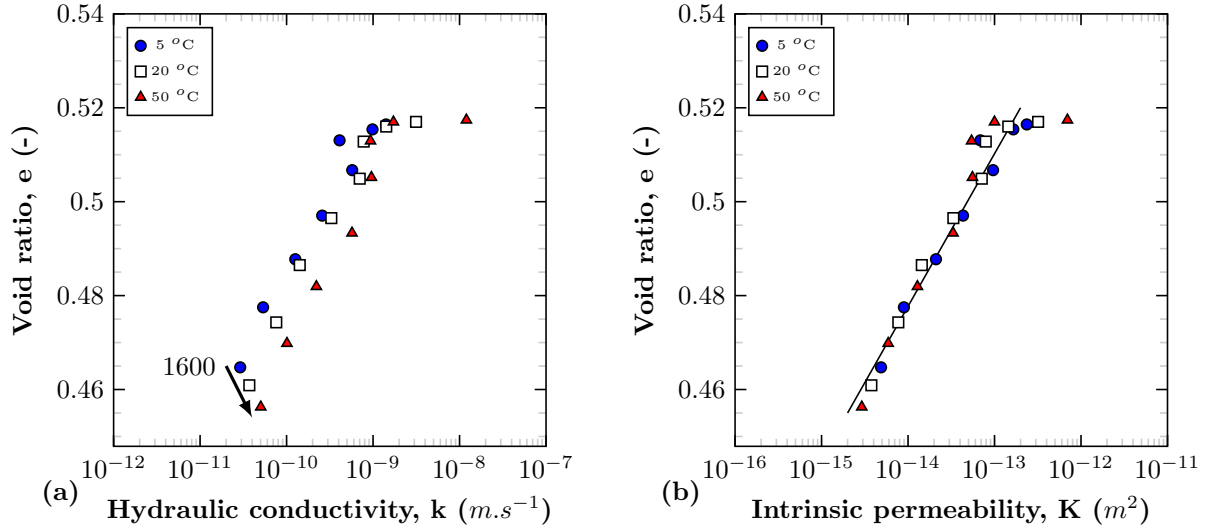 0.54
0.52
0.5
0.48
0.46
10^-12 10^-11 10^-10 10^-9 10^-8 10^-7
Void ratio, e (-)
5 °C
20 °C
50 °C
1600
(a)
Hydraulic conductivity, k (m.s^-1)
0.54
0.52
0.5
0.48
0.46
10^-16 10^-15 10^-14 10^-13 10^-12 10^-11
Void ratio, e (-)
5 °C
20 °C
50 °C
(b)
Intrinsic permeability, K (m^2)